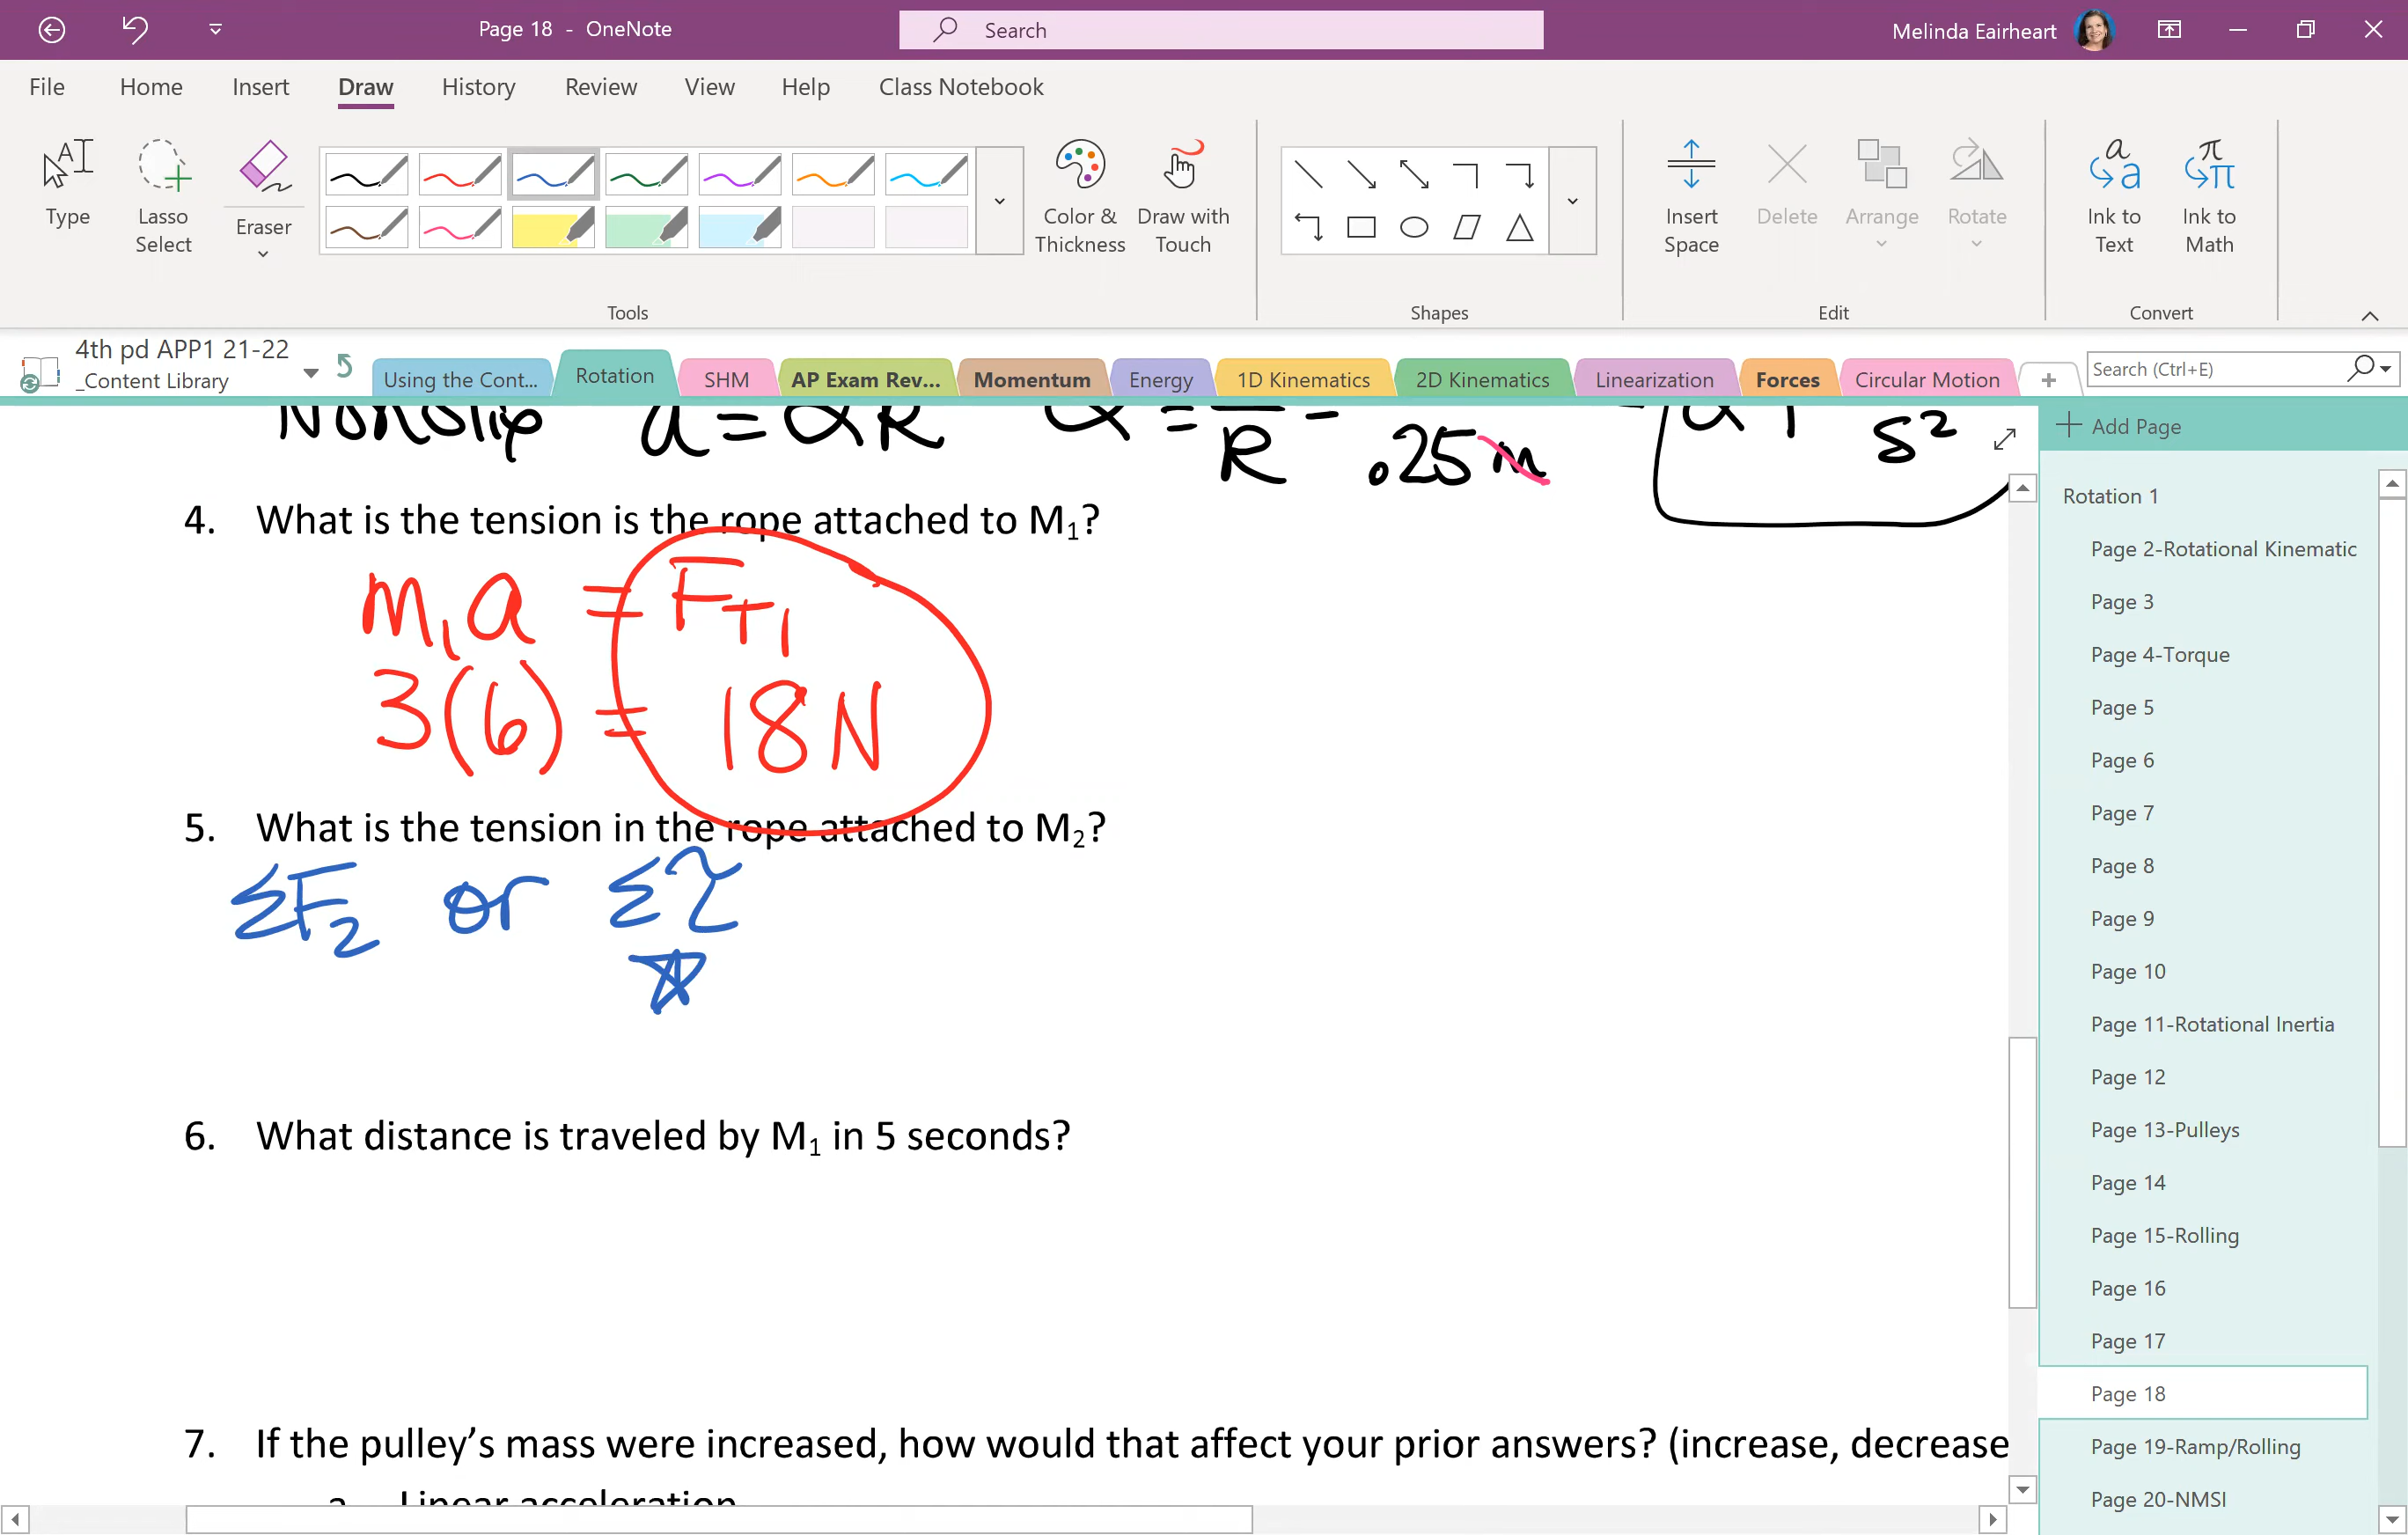 Page 18 - OneNote
Search
Melinda Eairheart
File Home Insert Draw History Review View Help Class Notebook
Type
Lasso Select
Eraser
Color & Thickness
Draw with Touch
Insert Space
Delete
Arrange
Rotate
Ink to Text
Ink to Math
Tools Shapes Edit Convert
4th pd APP1 21-22
_Content Library
Using the Cont... Rotation SHM AP Exam Rev... Momentum Energy 1D Kinematics 2D Kinematics Linearization Forces Circular Motion
Search (Ctrl+E)
Nonslip a = αR α = R = .25m s²
4. What is the tension is the rope attached to M₁?
m₁a = F_T1
3(6) = 18N
5. What is the tension in the rope attached to M₂?
ΣF₂ or Στ
6. What distance is traveled by M₁ in 5 seconds?
7. If the pulley's mass were increased, how would that affect your prior answers? (increase, decrease
a. Linear acceleration
Add Page
Rotation 1
Page 2-Rotational Kinematic
Page 3
Page 4-Torque
Page 5
Page 6
Page 7
Page 8
Page 9
Page 10
Page 11-Rotational Inertia
Page 12
Page 13-Pulleys
Page 14
Page 15-Rolling
Page 16
Page 17
Page 18
Page 19-Ramp/Rolling
Page 20-NMSI